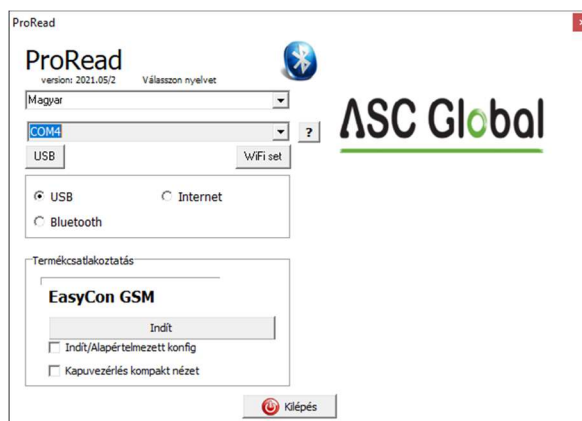 ProRead
ProRead
version: 2021.05/2 Válasszon nyelvet
Magyar
COM4
?
ASC Global
USB
WiFi set
USB
Internet
Bluetooth
Termékcsatlakoztatás
EasyCon GSM
Indít
Indít/Alapértelmezett konfig
Kapuvezérlés kompakt nézet
Kilépés